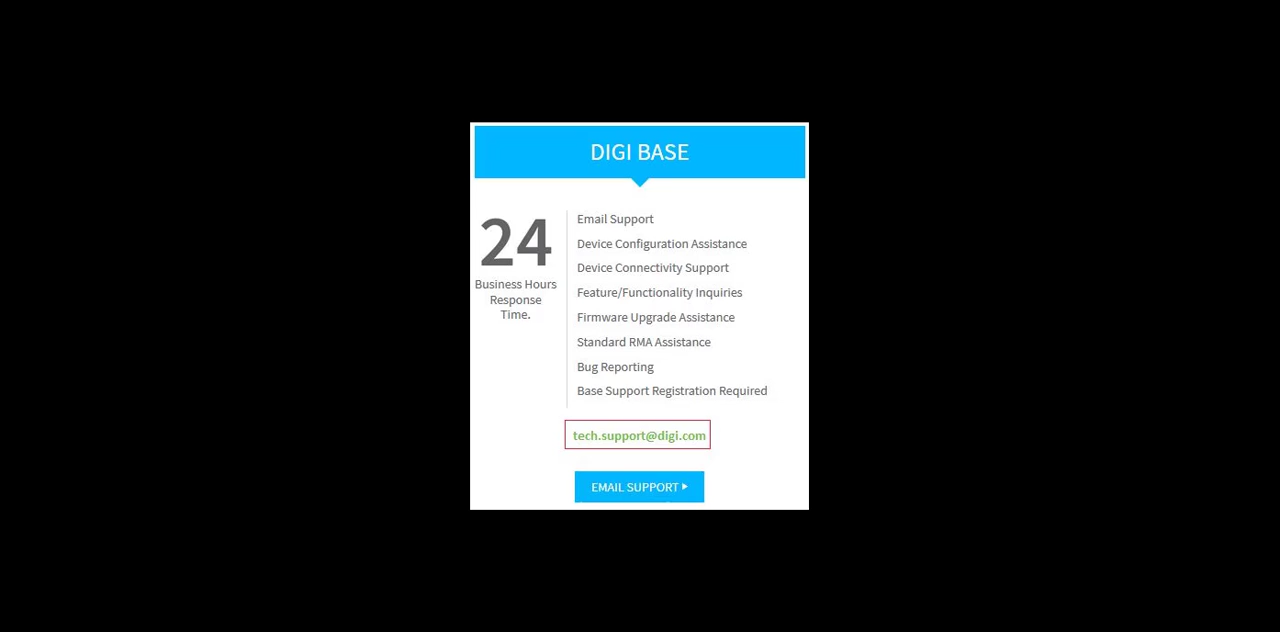 DIGI BASE
24
Business Hours
Response
Time.
Email Support
Device Configuration Assistance
Device Connectivity Support
Feature/Functionality Inquiries
Firmware Upgrade Assistance
Standard RMA Assistance
Bug Reporting
Base Support Registration Required
tech.support@digi.com
EMAIL SUPPORT